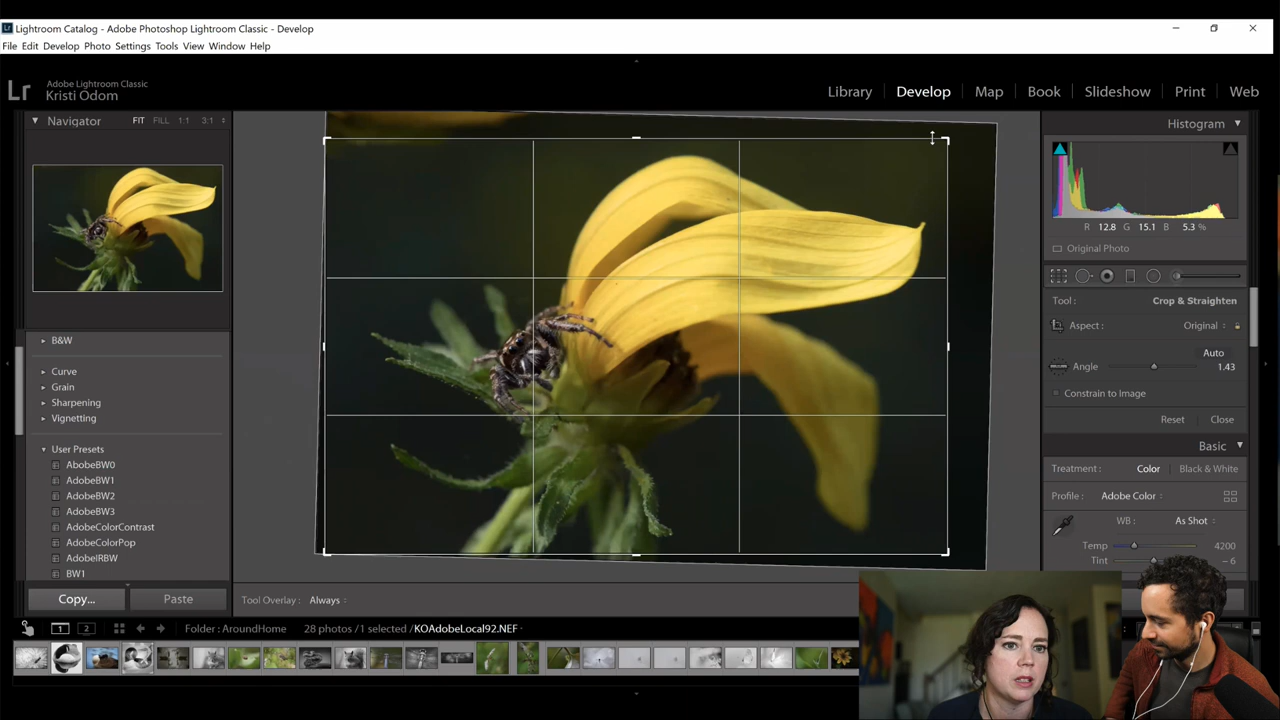 Lightroom Catalog - Adobe Photoshop Lightroom Classic - Develop
File Edit Develop Photo Settings Tools View Window Help
Lr
Adobe Lightroom Classic
Kristi Odom
Library Develop Map Book Slideshow Print Web
Navigator FIT FILL 1:1 3:1
B&W
Curve
Grain
Sharpening
Vignetting
User Presets
AbobeBW0
AdobeBW1
AdobeBW2
AdobeBW3
AdobeColorContrast
AdobeColorPop
AdobeIRBW
BW1
Copy... Paste
Histogram
R 12.8 G 15.1 B 5.3 %
Original Photo
Tool: Crop & Straighten
Aspect: Original
Auto
Angle 1.43
Constrain to Image
Reset Close
Basic
Treatment: Color Black & White
Profile: Adobe Color
WB: As Shot
Temp 4200
Tint – 6
Tool Overlay: Always
1 2 Folder : AroundHome 28 photos /1 selected /KOAdobeLocal92.NEF